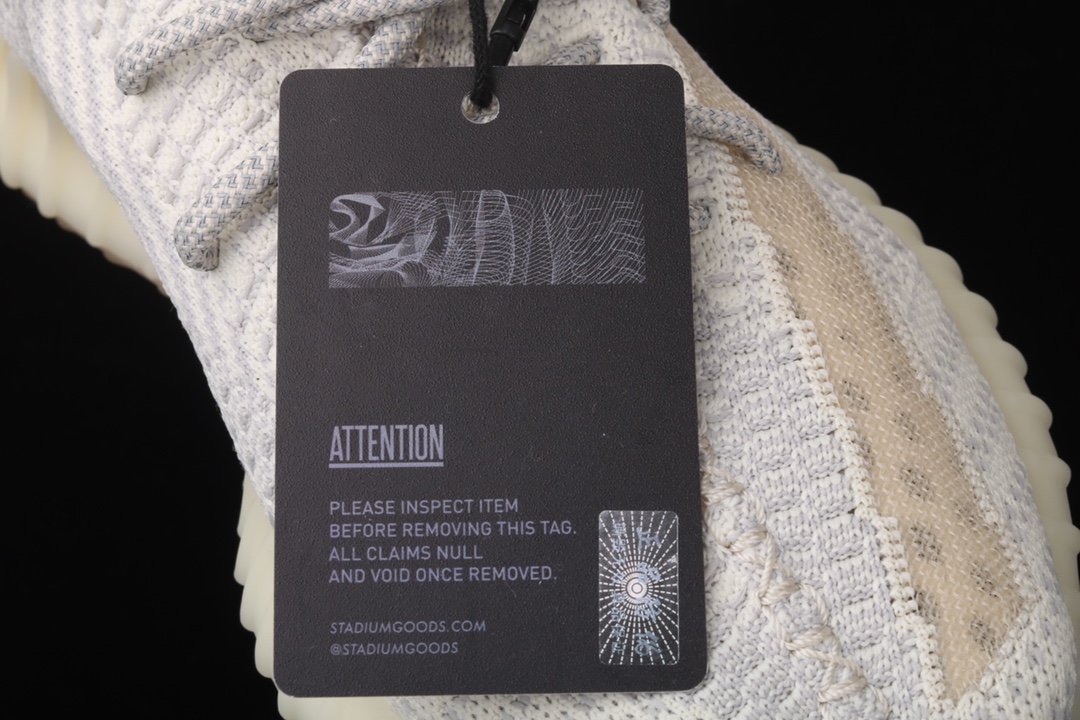 ATTENTION
PLEASE INSPECT ITEM
BEFORE REMOVING THIS TAG.
ALL CLAIMS NULL
AND VOID ONCE REMOVED.
STADIUMGOODS.COM
@STADIUMGOODS